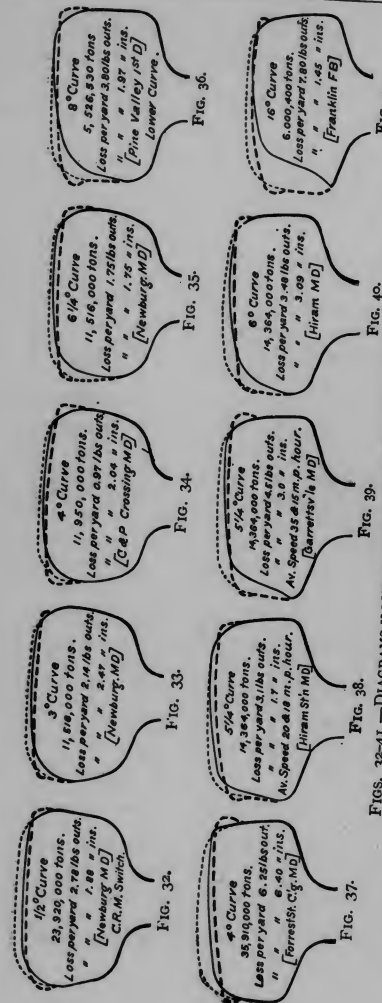 1/2° Curve
23,920,000 tons.
Loss per yard 2.78 lbs outs.
" " " 1.88 " ins.
[Newburg MD]
C.R.M. Switch.
FIG. 32.
3° Curve
11,516,000 tons.
Loss per yard 2.14 lbs outs.
" " " 2.47 " ins.
[Newburg. MD]
FIG. 33.
4° Curve
11,950,000 tons.
Loss per yard 0.97 lbs outs.
" " " 2.04 " ins.
[C & P Crossing MD]
FIG. 34.
6 1/4° Curve
11,516,000 tons.
Loss per yard 1.75 lbs outs.
" " " 1.75 " ins.
[Newburg. MD]
FIG. 35.
8° Curve
5,526,530 tons
Loss per yard 3.80 lbs outs.
" " " 1.97 " ins.
[Pine Valley 1st D]
Lower Curve.
FIG. 36.
4° Curve
35,910,000 tons.
Loss per yard 6.25 lbs out.
" " " 6.40 " ins.
[Forrest St. C'g. MD]
FIG. 37.
5 1/4° Curve
14,364,000 tons.
Loss per yard 3.1 lbs outs.
" " " 1.7 " ins.
Av. Speed 20 & 18 m.p. hour.
[Hiram St'n MD]
FIG. 38.
5 1/4° Curve
14,364,000 tons.
Loss per yard 4.5 lbs outs.
" " " 3.0 " ins.
Av. Speed 35 & 15 m.p. hour.
[Garrettsv'le MD]
FIG. 39.
6° Curve
14,364,000 tons.
Loss per yard 3.48 lbs outs.
" " " 3.09 " ins.
[Hiram MD]
FIG. 40.
16° Curve
6.000,400 tons.
Loss per yard 7.80 lbs outs.
" " " 1.45 " ins.
[Franklin FB]
FIGS. 32-41.—